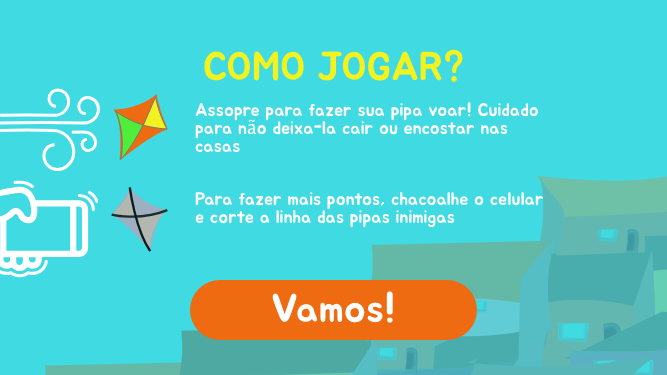 COMO JOGAR?
Assopre para fazer sua pipa voar! Cuidado
para não deixa-la cair ou encostar nas
casas
Para fazer mais pontos, chacoalhe o celular
e corte a linha das pipas inimigas
Vamos!